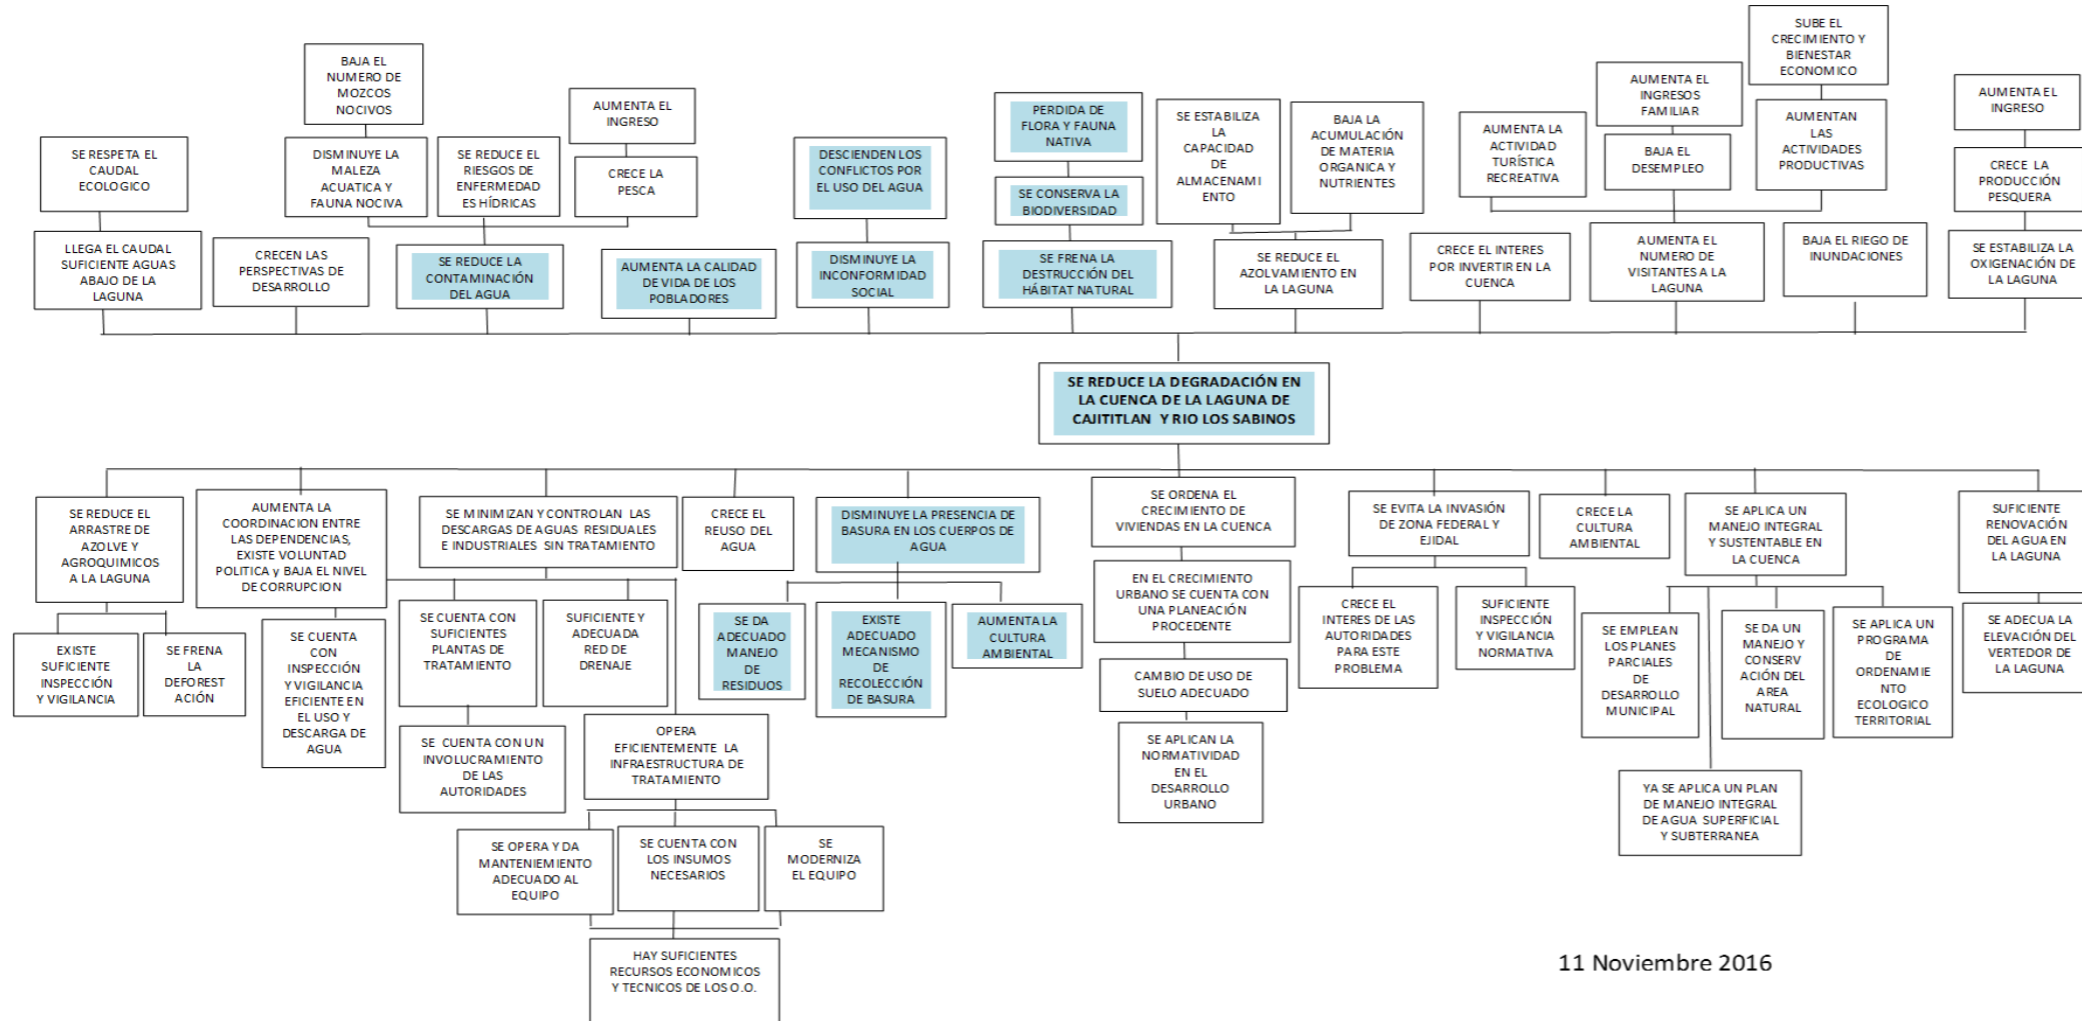 BAJA EL
NUMERO DE
MOZCOS
NOCIVOS
AUMENTA EL
INGRESO
PERDIDA DE
FLORA Y FAUNA
NATIVA
SE ESTABILIZA
LA
CAPACIDAD
DE
ALMACENAMI
ENTO
BAJA LA
ACUMULACIÓN
DE MATERIA
ORGANICA Y
NUTRIENTES
AUMENTA EL
INGRESOS
FAMILIAR
SUBE EL
CRECIMIENTO Y
BIENESTAR
ECONOMICO
AUMENTA EL
INGRESO
SE RESPETA EL
CAUDAL
ECOLOGICO
DISMINUYE LA
MALEZA
ACUATICA Y
FAUNA NOCIVA
SE REDUCE EL
RIESGOS DE
ENFERMEDAD
ES HÍDRICAS
CRECE LA
PESCA
DESCIENDEN LOS
CONFLICTOS POR
EL USO DEL AGUA
SE CONSERVA LA
BIODIVERSIDAD
AUMENTA LA
ACTIVIDAD
TURÍSTICA
RECREATIVA
BAJA EL
DESEMPLEO
AUMENTAN
LAS
ACTIVIDADES
PRODUCTIVAS
CRECE LA
PRODUCCIÓN
PESQUERA
LLEGA EL CAUDAL
SUFICIENTE AGUAS
ABAJO DE LA
LAGUNA
CRECEN LAS
PERSPECTIVAS DE
DESARROLLO
SE REDUCE LA
CONTAMINACIÓN
DEL AGUA
AUMENTA LA CALIDAD
DE VIDA DE LOS
POBLADORES
DISMINUYE LA
INCONFORMIDAD
SOCIAL
SE FRENA LA
DESTRUCCIÓN DEL
HÁBITAT NATURAL
SE REDUCE EL
AZOLVAMIENTO EN
LA LAGUNA
CRECE EL INTERES
POR INVERTIR EN LA
CUENCA
AUMENTA EL
NUMERO DE
VISITANTES A LA
LAGUNA
BAJA EL RIEGO DE
INUNDACIONES
SE ESTABILIZA LA
OXIGENACIÓN DE
LA LAGUNA
SE REDUCE LA DEGRADACIÓN EN
LA CUENCA DE LA LAGUNA DE
CAJITITLAN Y RIO LOS SABINOS
SE REDUCE EL
ARRASTRE DE
AZOLVE Y
AGROQUIMICOS
A LA LAGUNA
AUMENTA LA
COORDINACION ENTRE
LAS DEPENDENCIAS,
EXISTE VOLUNTAD
POLITICA y BAJA EL NIVEL
DE CORRUPCION
SE MINIMIZAN Y CONTROLAN LAS
DESCARGAS DE AGUAS RESIDUALES
E INDUSTRIALES SIN TRATAMIENTO
CRECE EL
REUSO DEL
AGUA
DISMINUYE LA PRESENCIA DE
BASURA EN LOS CUERPOS DE
AGUA
SE ORDENA EL
CRECIMIENTO DE
VIVIENDAS EN LA CUENCA
SE EVITA LA INVASIÓN
DE ZONA FEDERAL Y
EJIDAL
CRECE LA
CULTURA
AMBIENTAL
SE APLICA UN
MANEJO INTEGRAL
Y SUSTENTABLE EN
LA CUENCA
SUFICIENTE
RENOVACIÓN
DEL AGUA EN
LA LAGUNA
EXISTE
SUFICIENTE
INSPECCIÓN
Y VIGILANCIA
SE FRENA
LA
DEFOREST
ACIÓN
SE CUENTA
CON
INSPECCIÓN
Y VIGILANCIA
EFICIENTE EN
EL USO Y
DESCARGA DE
AGUA
SE CUENTA CON
SUFICIENTES
PLANTAS DE
TRATAMIENTO
SUFICIENTE Y
ADECUADA
RED DE
DRENAJE
SE DA
ADECUADO
MANEJO
DE
RESIDUOS
EXISTE
ADECUADO
MECANISMO
DE
RECOLECCIÓN
DE BASURA
AUMENTA LA
CULTURA
AMBIENTAL
EN EL CRECIMIENTO
URBANO SE CUENTA CON
UNA PLANEACIÓN
PROCEDENTE
CRECE EL
INTERES DE LAS
AUTORIDADES
PARA ESTE
PROBLEMA
SUFICIENTE
INSPECCIÓN
Y VIGILANCIA
NORMATIVA
SE EMPLEAN
LOS PLANES
PARCIALES
DE
DESARROLLO
MUNICIPAL
SE DA UN
MANEJO Y
CONSERV
ACIÓN DEL
AREA
NATURAL
SE APLICA UN
PROGRAMA
DE
ORDENAMIE
NTO
ECOLOGICO
TERRITORIAL
SE ADECUA LA
ELEVACIÓN DEL
VERTEDOR DE
LA LAGUNA
CAMBIO DE USO DE
SUELO ADECUADO
SE CUENTA CON UN
INVOLUCRAMIENTO
DE LAS
AUTORIDADES
OPERA
EFICIENTEMENTE LA
INFRAESTRUCTURA DE
TRATAMIENTO
SE APLICAN LA
NORMATIVIDAD
EN EL
DESARROLLO
URBANO
YA SE APLICA UN PLAN
DE MANEJO INTEGRAL
DE AGUA SUPERFICIAL
Y SUBTERRANEA
SE OPERA Y DA
MANTENIEMIENTO
ADECUADO AL
EQUIPO
SE CUENTA CON
LOS INSUMOS
NECESARIOS
SE
MODERNIZA
EL EQUIPO
HAY SUFICIENTES
RECURSOS ECONOMICOS
Y TECNICOS DE LOS O.O.
11 Noviembre 2016